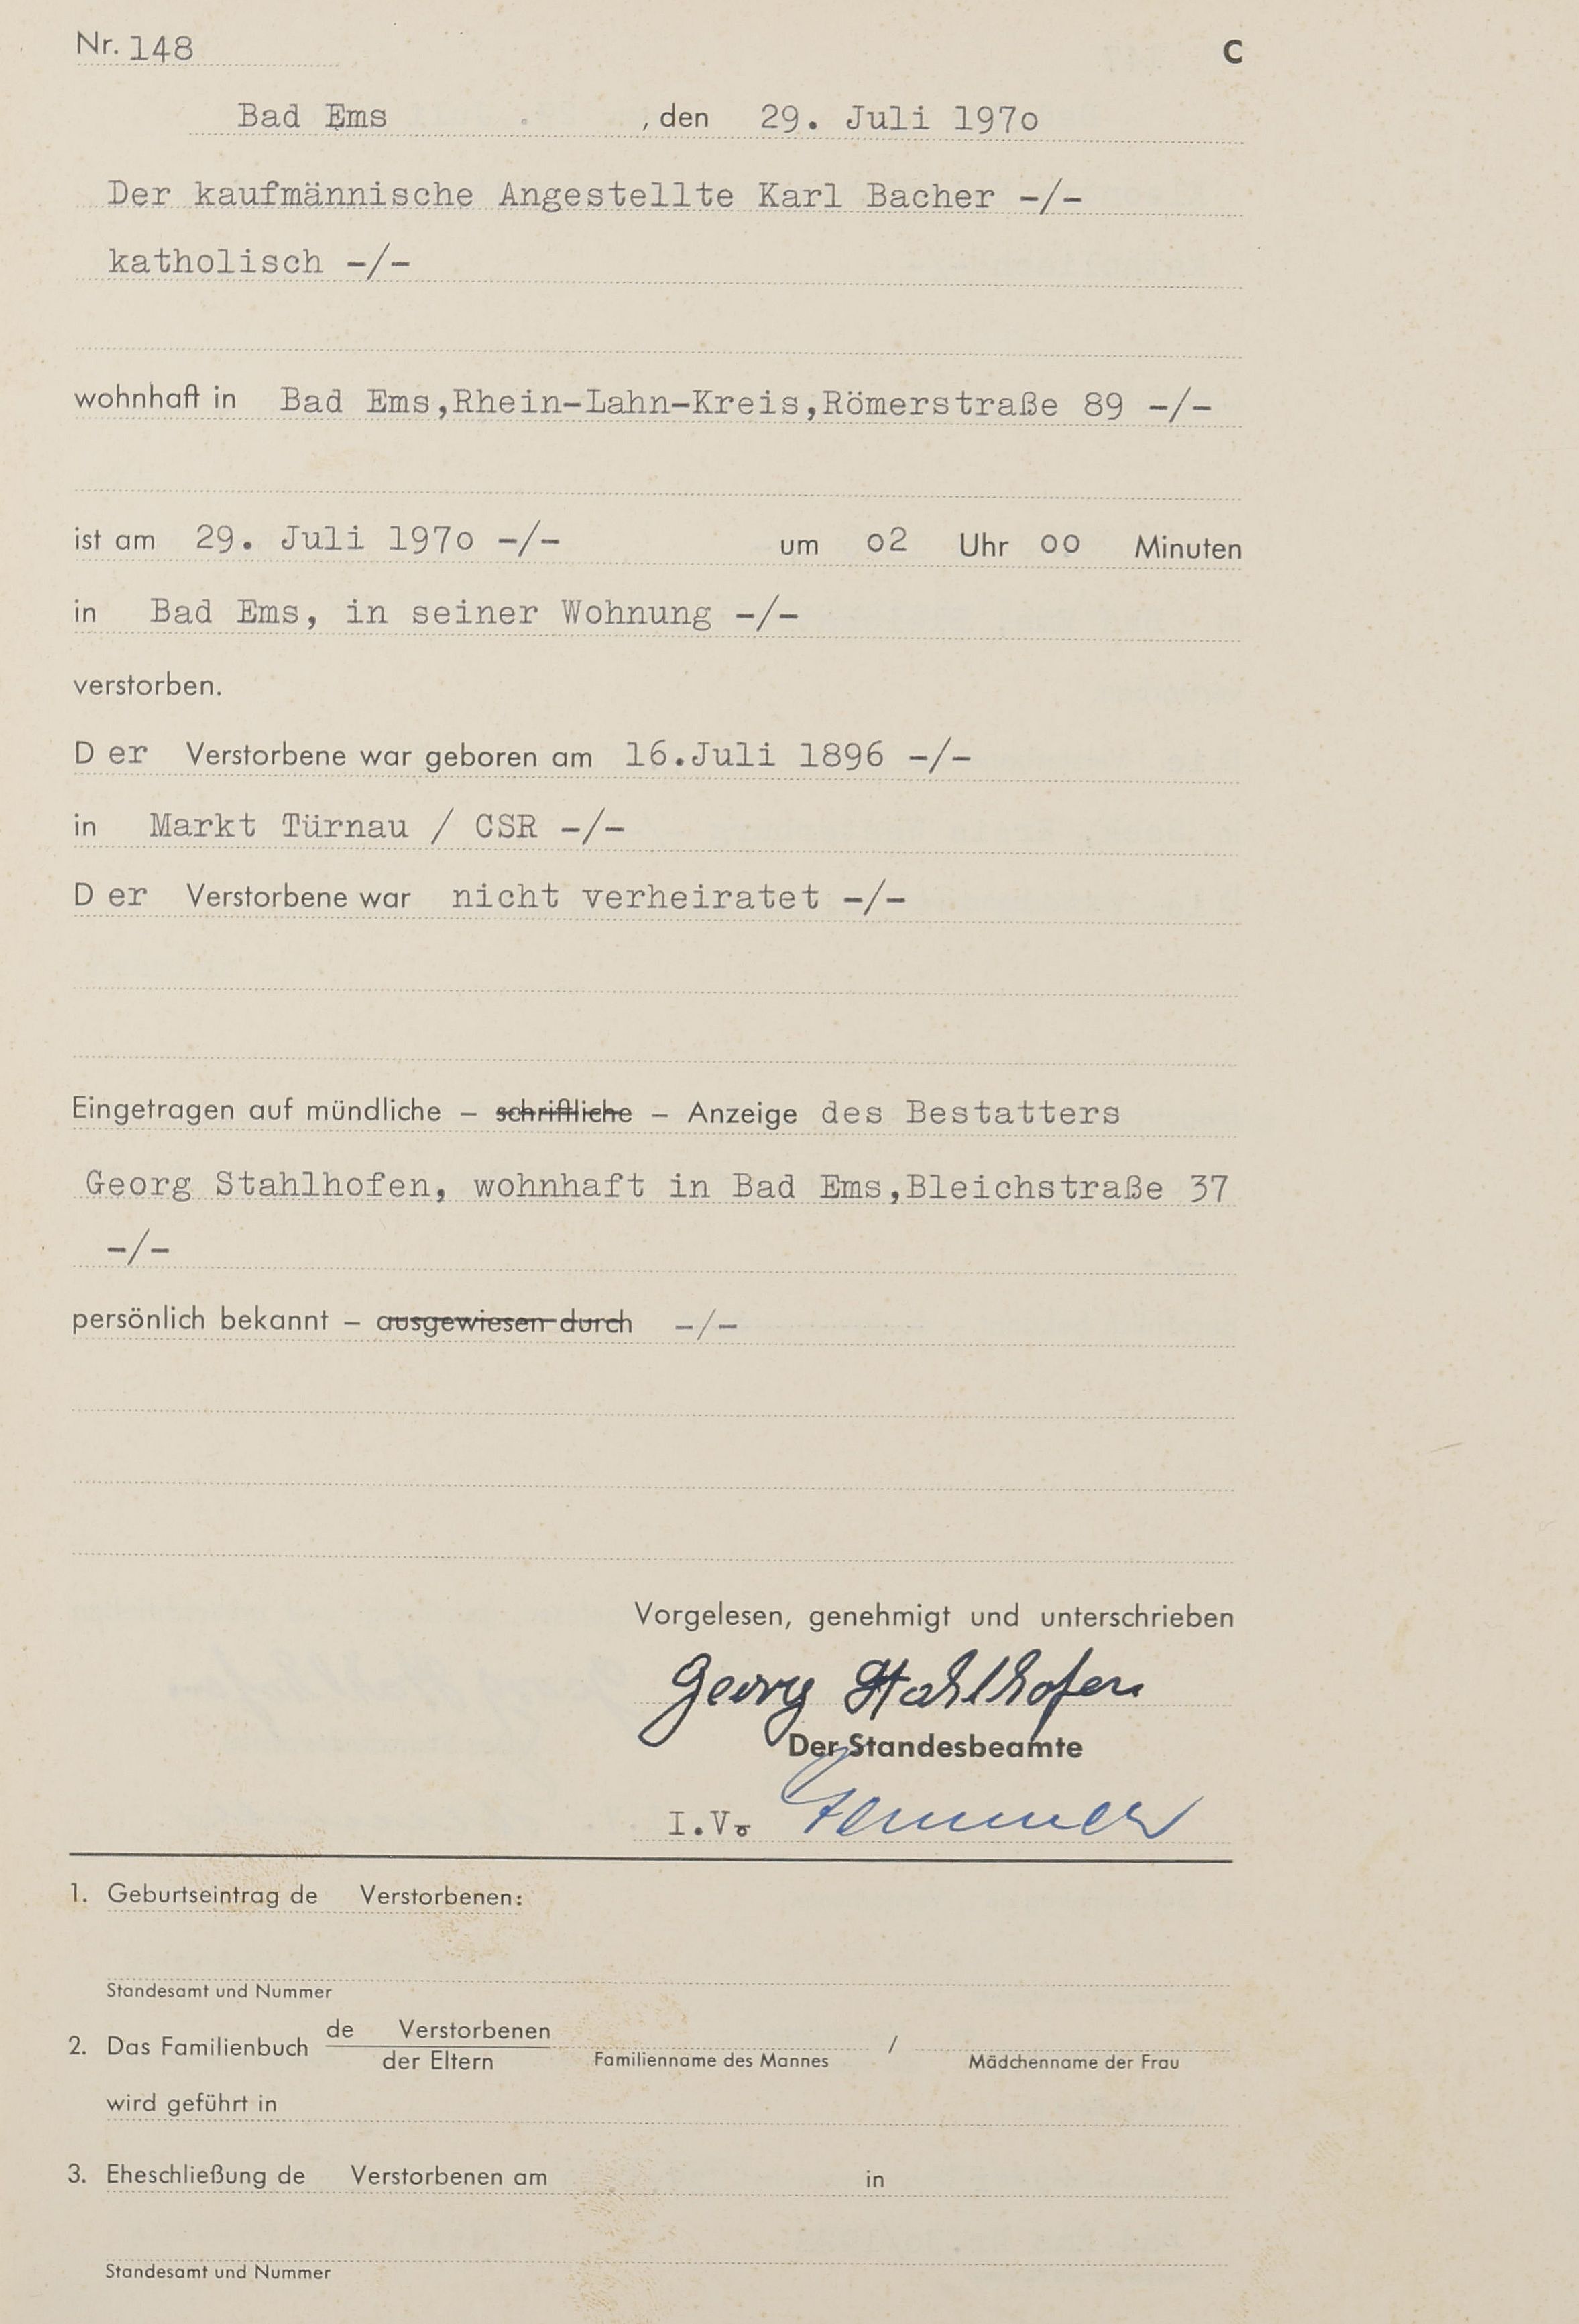 Nr. 148 C
Bad Ems , den 29. Juli 197o
Der kaufmännische Angestellte Karl Bacher -/-
katholisch -/-
wohnhaft in Bad Ems,Rhein-Lahn-Kreis,Römerstraße 89 -/-
ist am 29. Juli 197o -/- um o2 Uhr oo Minuten
in Bad Ems, in seiner Wohnung -/-
verstorben.
D er Verstorbene war geboren am 16.Juli 1896 -/-
in Markt Türnau / CSR -/-
D er Verstorbene war nicht verheiratet -/-
Eingetragen auf mündliche – schriftliche – Anzeige des Bestatters
Georg Stahlhofen, wohnhaft in Bad Ems,Bleichstraße 37
-/-
persönlich bekannt – ausgewiesen durch -/-
Vorgelesen, genehmigt und unterschrieben
Georg Stahlhofen
Der Standesbeamte
I.V.
1. Geburtseintrag de Verstorbenen:
Standesamt und Nummer
de Verstorbenen
2. Das Familienbuch /
der Eltern Familienname des Mannes Mädchenname der Frau
wird geführt in
3. Eheschließung de Verstorbenen am in
Standesamt und Nummer